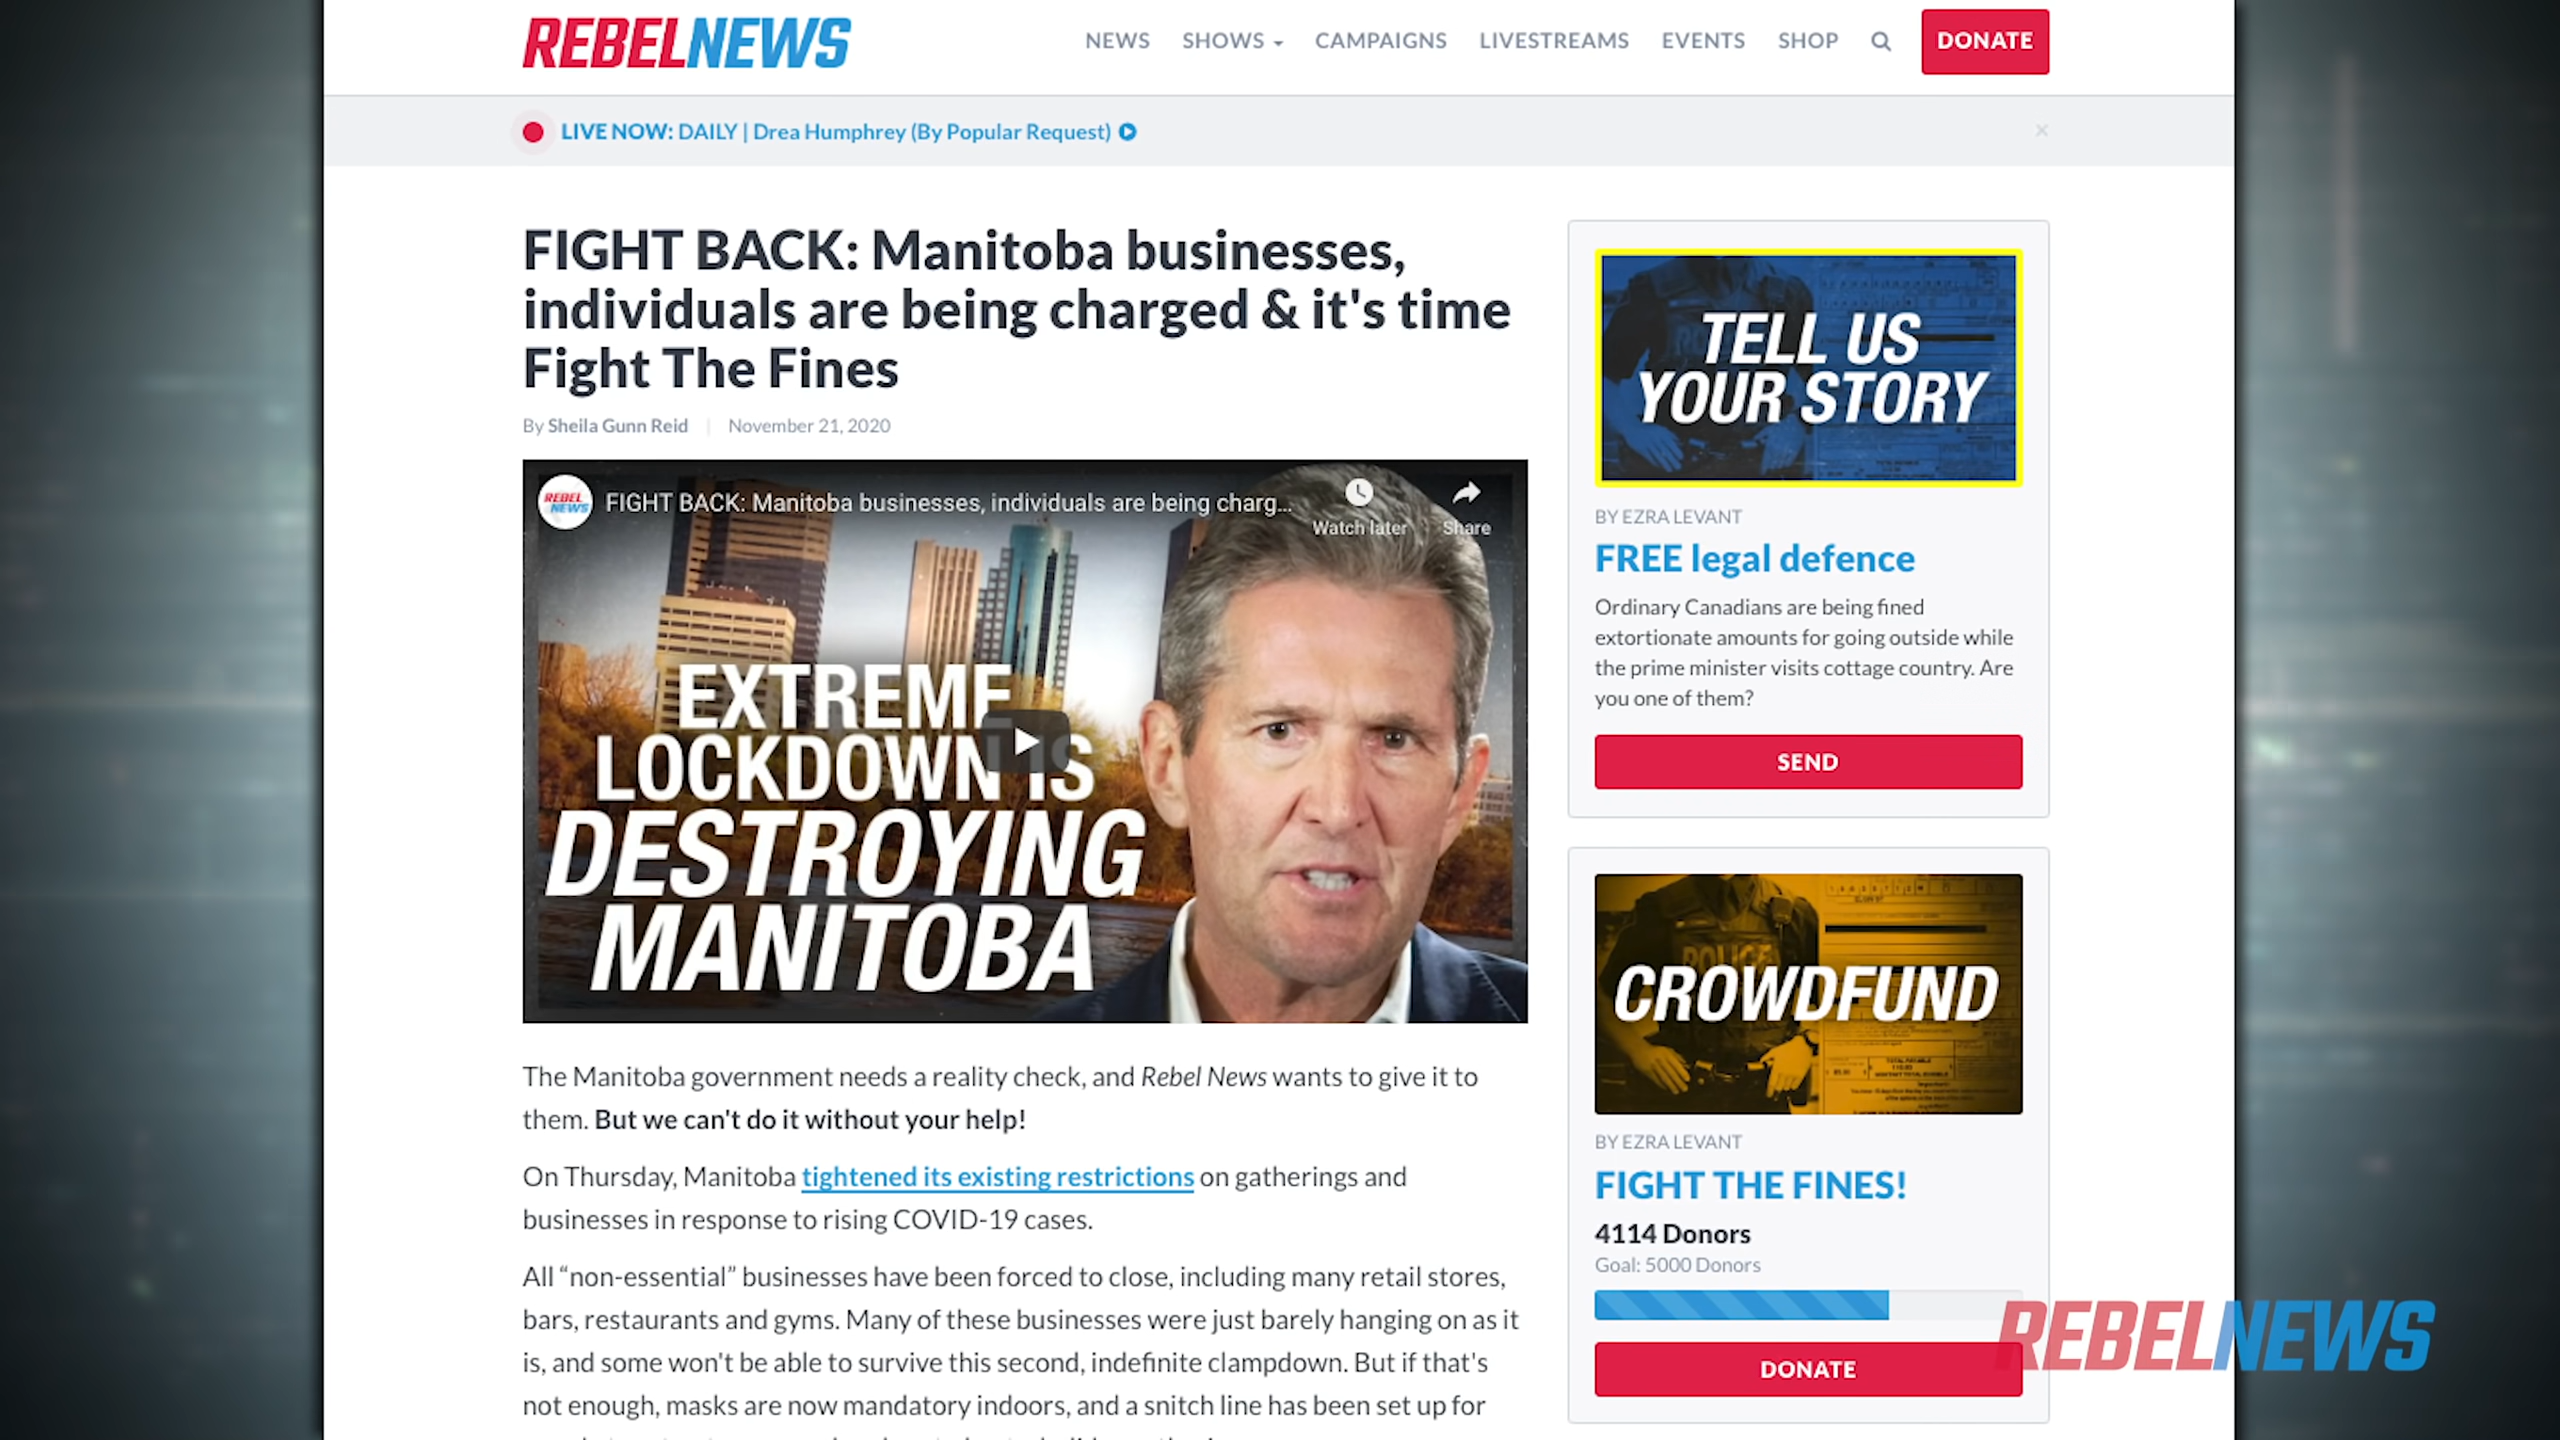 REBELNEWS
NEWS SHOWS CAMPAIGNS LIVESTREAMS EVENTS SHOP DONATE
LIVE NOW: DAILY | Drea Humphrey (By Popular Request)
×
FIGHT BACK: Manitoba businesses,
individuals are being charged & it's time
Fight The Fines
By Sheila Gunn Reid | November 21, 2020
REBEL
NEWS
FIGHT BACK: Manitoba businesses, individuals are being charg...
Watch later
Share
EXTREME
LOCKDOWN IS
DESTROYING
MANITOBA
The Manitoba government needs a reality check, and Rebel News wants to give it to
them. But we can't do it without your help!
On Thursday, Manitoba tightened its existing restrictions on gatherings and
businesses in response to rising COVID-19 cases.
All “non-essential” businesses have been forced to close, including many retail stores,
bars, restaurants and gyms. Many of these businesses were just barely hanging on as it
is, and some won't be able to survive this second, indefinite clampdown. But if that's
not enough, masks are now mandatory indoors, and a snitch line has been set up for
TELL US
YOUR STORY
BY EZRA LEVANT
FREE legal defence
Ordinary Canadians are being fined
extortionate amounts for going outside while
the prime minister visits cottage country. Are
you one of them?
SEND
POLICE
CROWDFUND
BY EZRA LEVANT
FIGHT THE FINES!
4114 Donors
Goal: 5000 Donors
DONATE
REBELNEWS